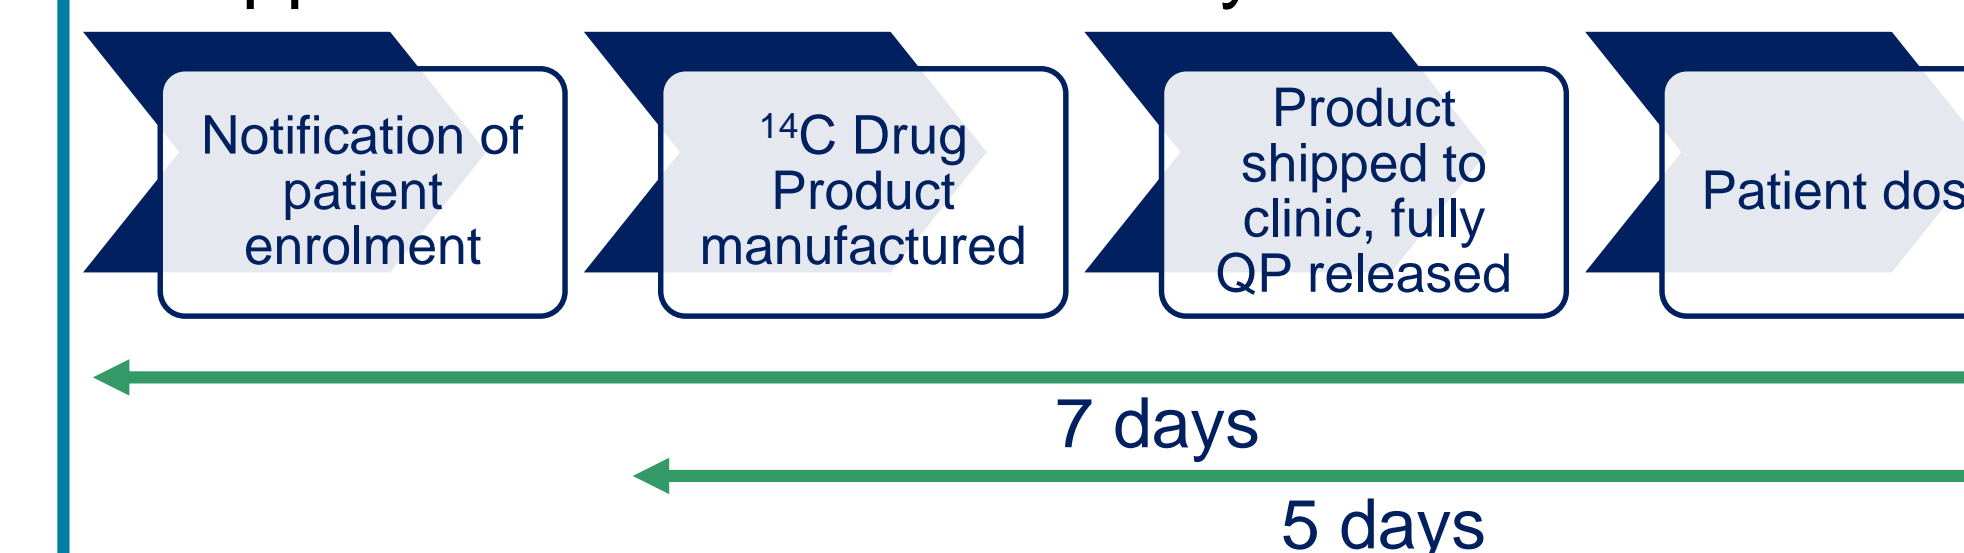 Notification of
patient
enrolment
¹⁴C Drug
Product
manufactured
Product
shipped to
clinic, fully
QP released
Patient
7 days
5 days